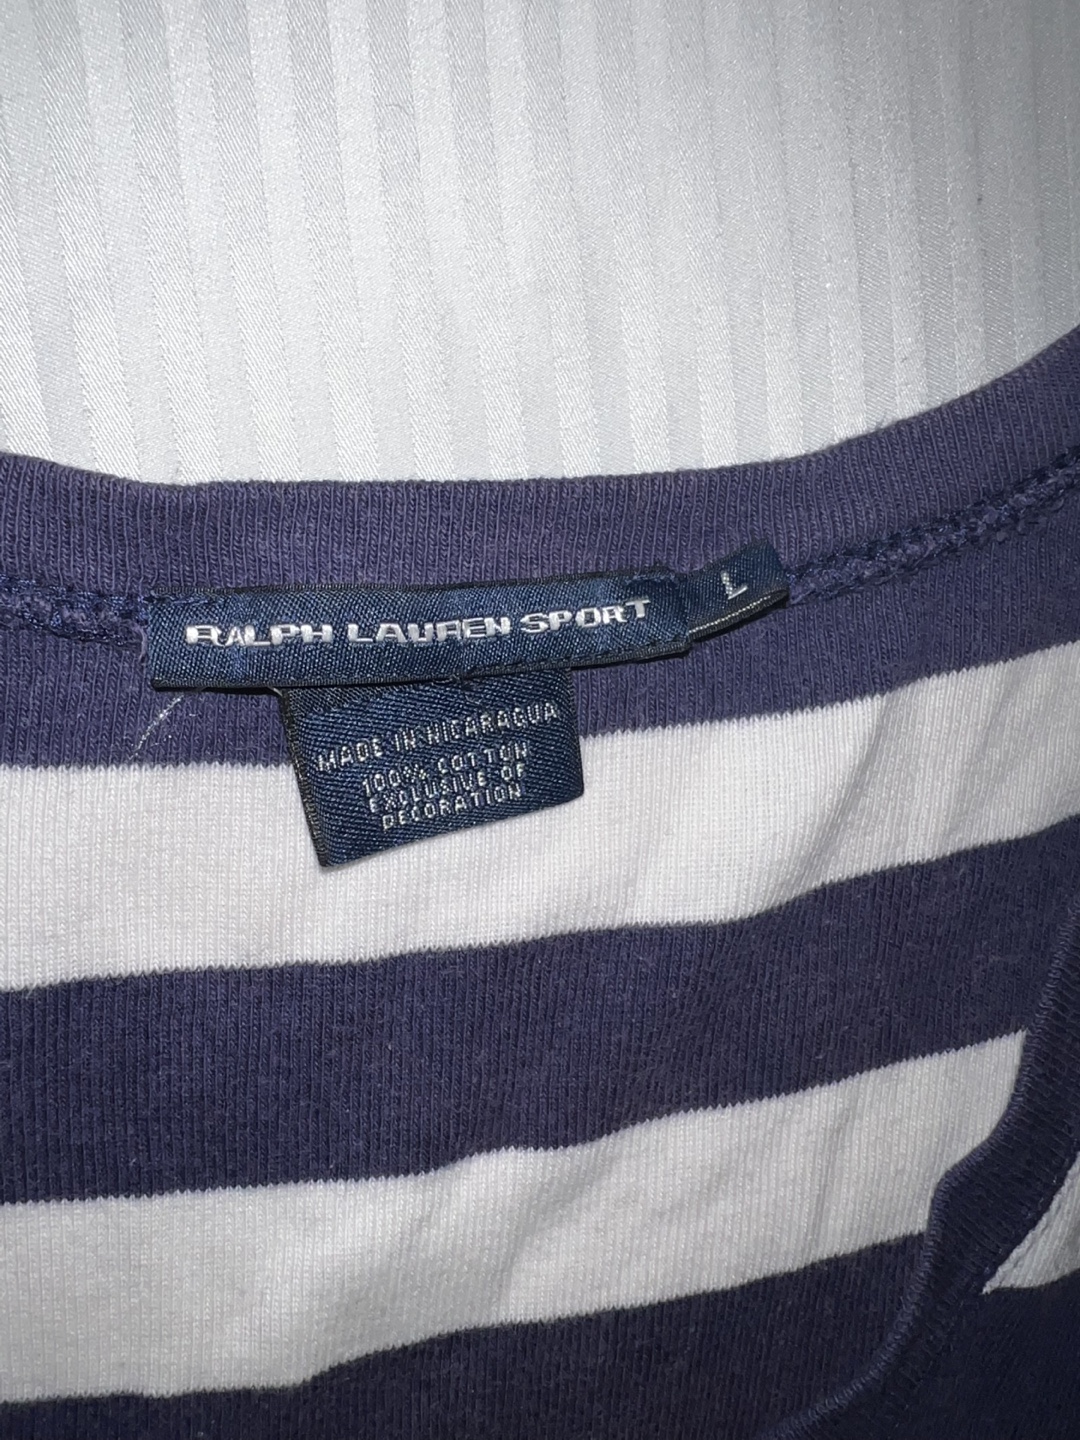 RALPH LAUREN SPORT
L
MADE IN NICARAGUA
100% COTTON
EXCLUSIVE OF
DECORATION